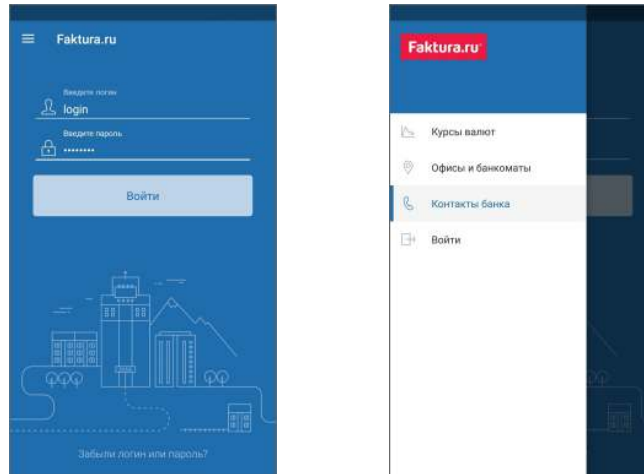 Faktura.ru
Введите логин
login
Введите пароль
Войти
Забыли логин или пароль?
Faktura.ru
Курсы валют
Офисы и банкоматы
Контакты банка
Войти